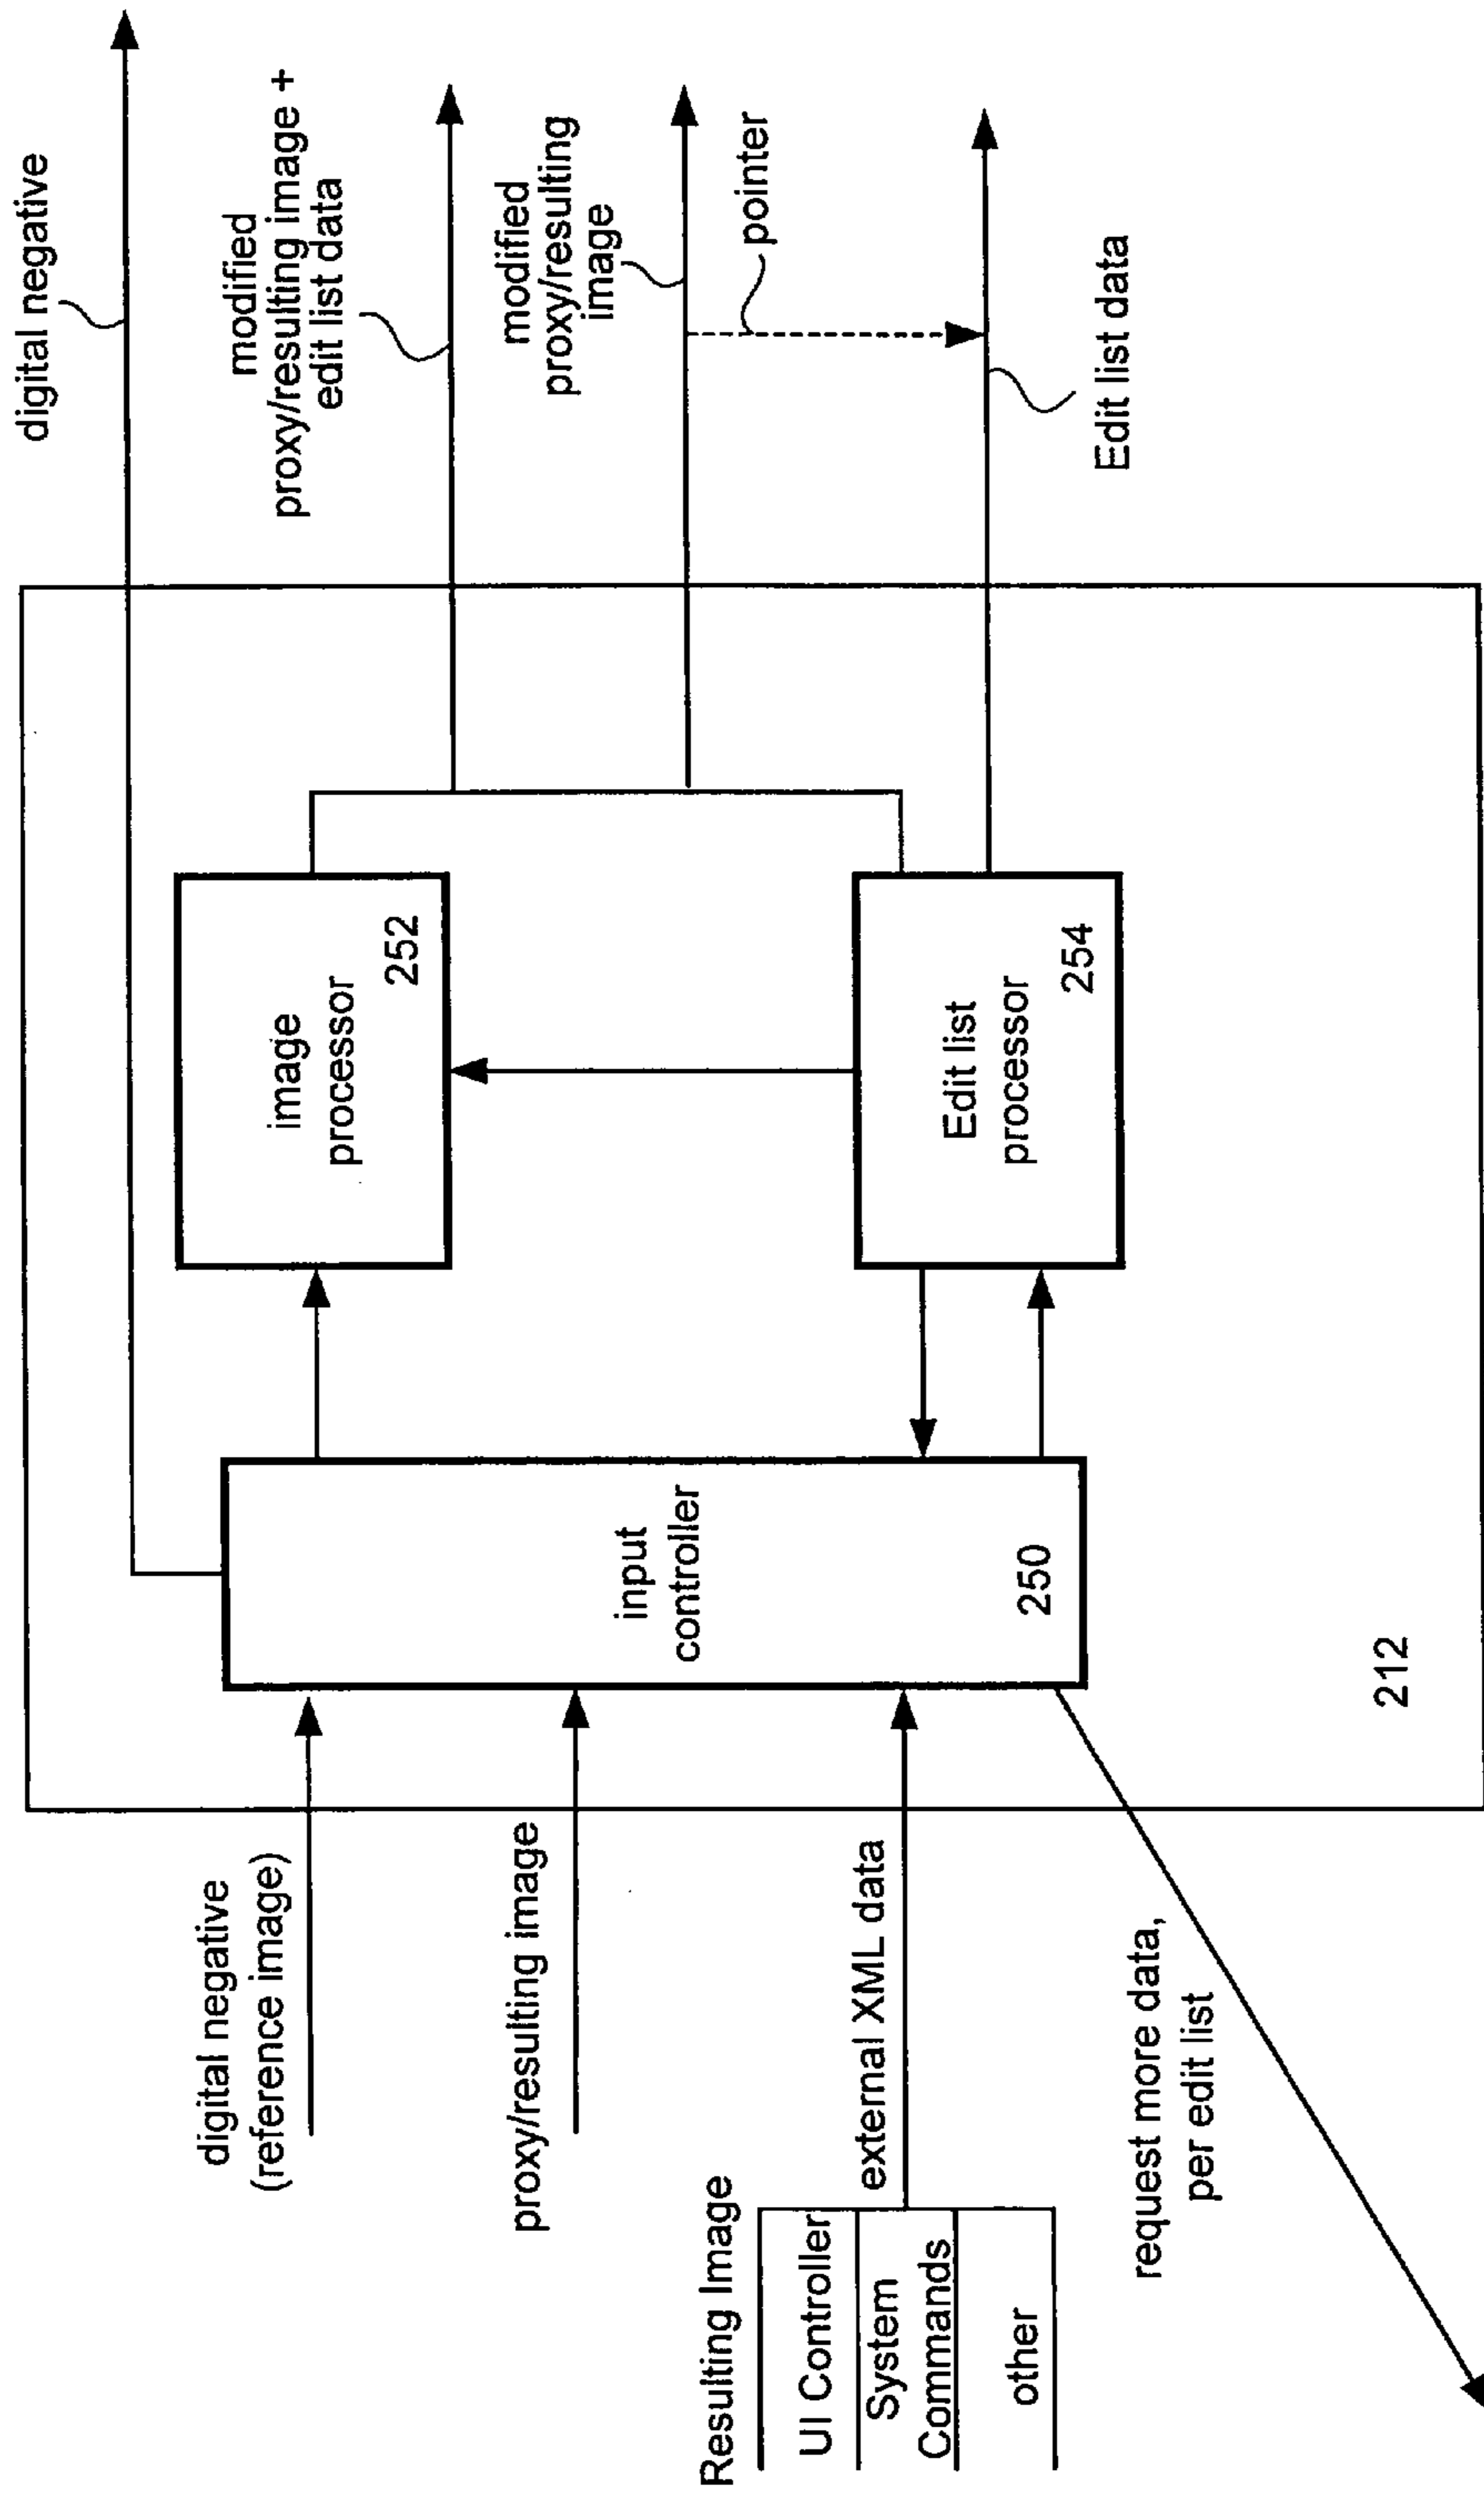 digital negative
(reference image)
proxy/resulting image
Resulting Image
UI Controller
System
Commands
other
external XML data
request more data,
per edit list
input
controller
250
212
image
processor
252
Edit list
processor
254
digital negative
modified
proxy/resulting image +
edit list data
modified
proxy/resulting
image
pointer
Edit list data